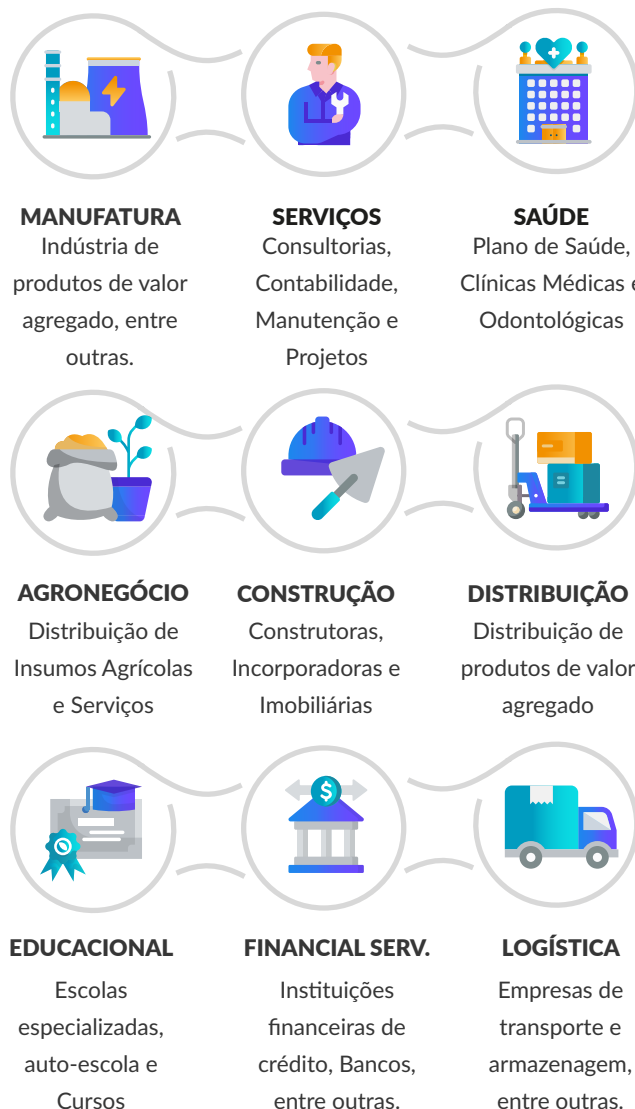 MANUFATURA
Indústria de
produtos de valor
agregado, entre
outras.
SERVIÇOS
Consultorias,
Contabilidade,
Manutenção e
Projetos
SAÚDE
Plano de Saúde,
Clínicas Médicas e
Odontológicas
AGRONEGÓCIO
Distribuição de
Insumos Agrícolas
e Serviços
CONSTRUÇÃO
Construtoras,
Incorporadoras e
Imobiliárias
DISTRIBUIÇÃO
Distribuição de
produtos de valor
agregado
EDUCACIONAL
Escolas
especializadas,
auto-escola e
Cursos
$
FINANCIAL SERV.
Instituições
financeiras de
crédito, Bancos,
entre outras.
LOGÍSTICA
Empresas de
transporte e
armazenagem,
entre outras.